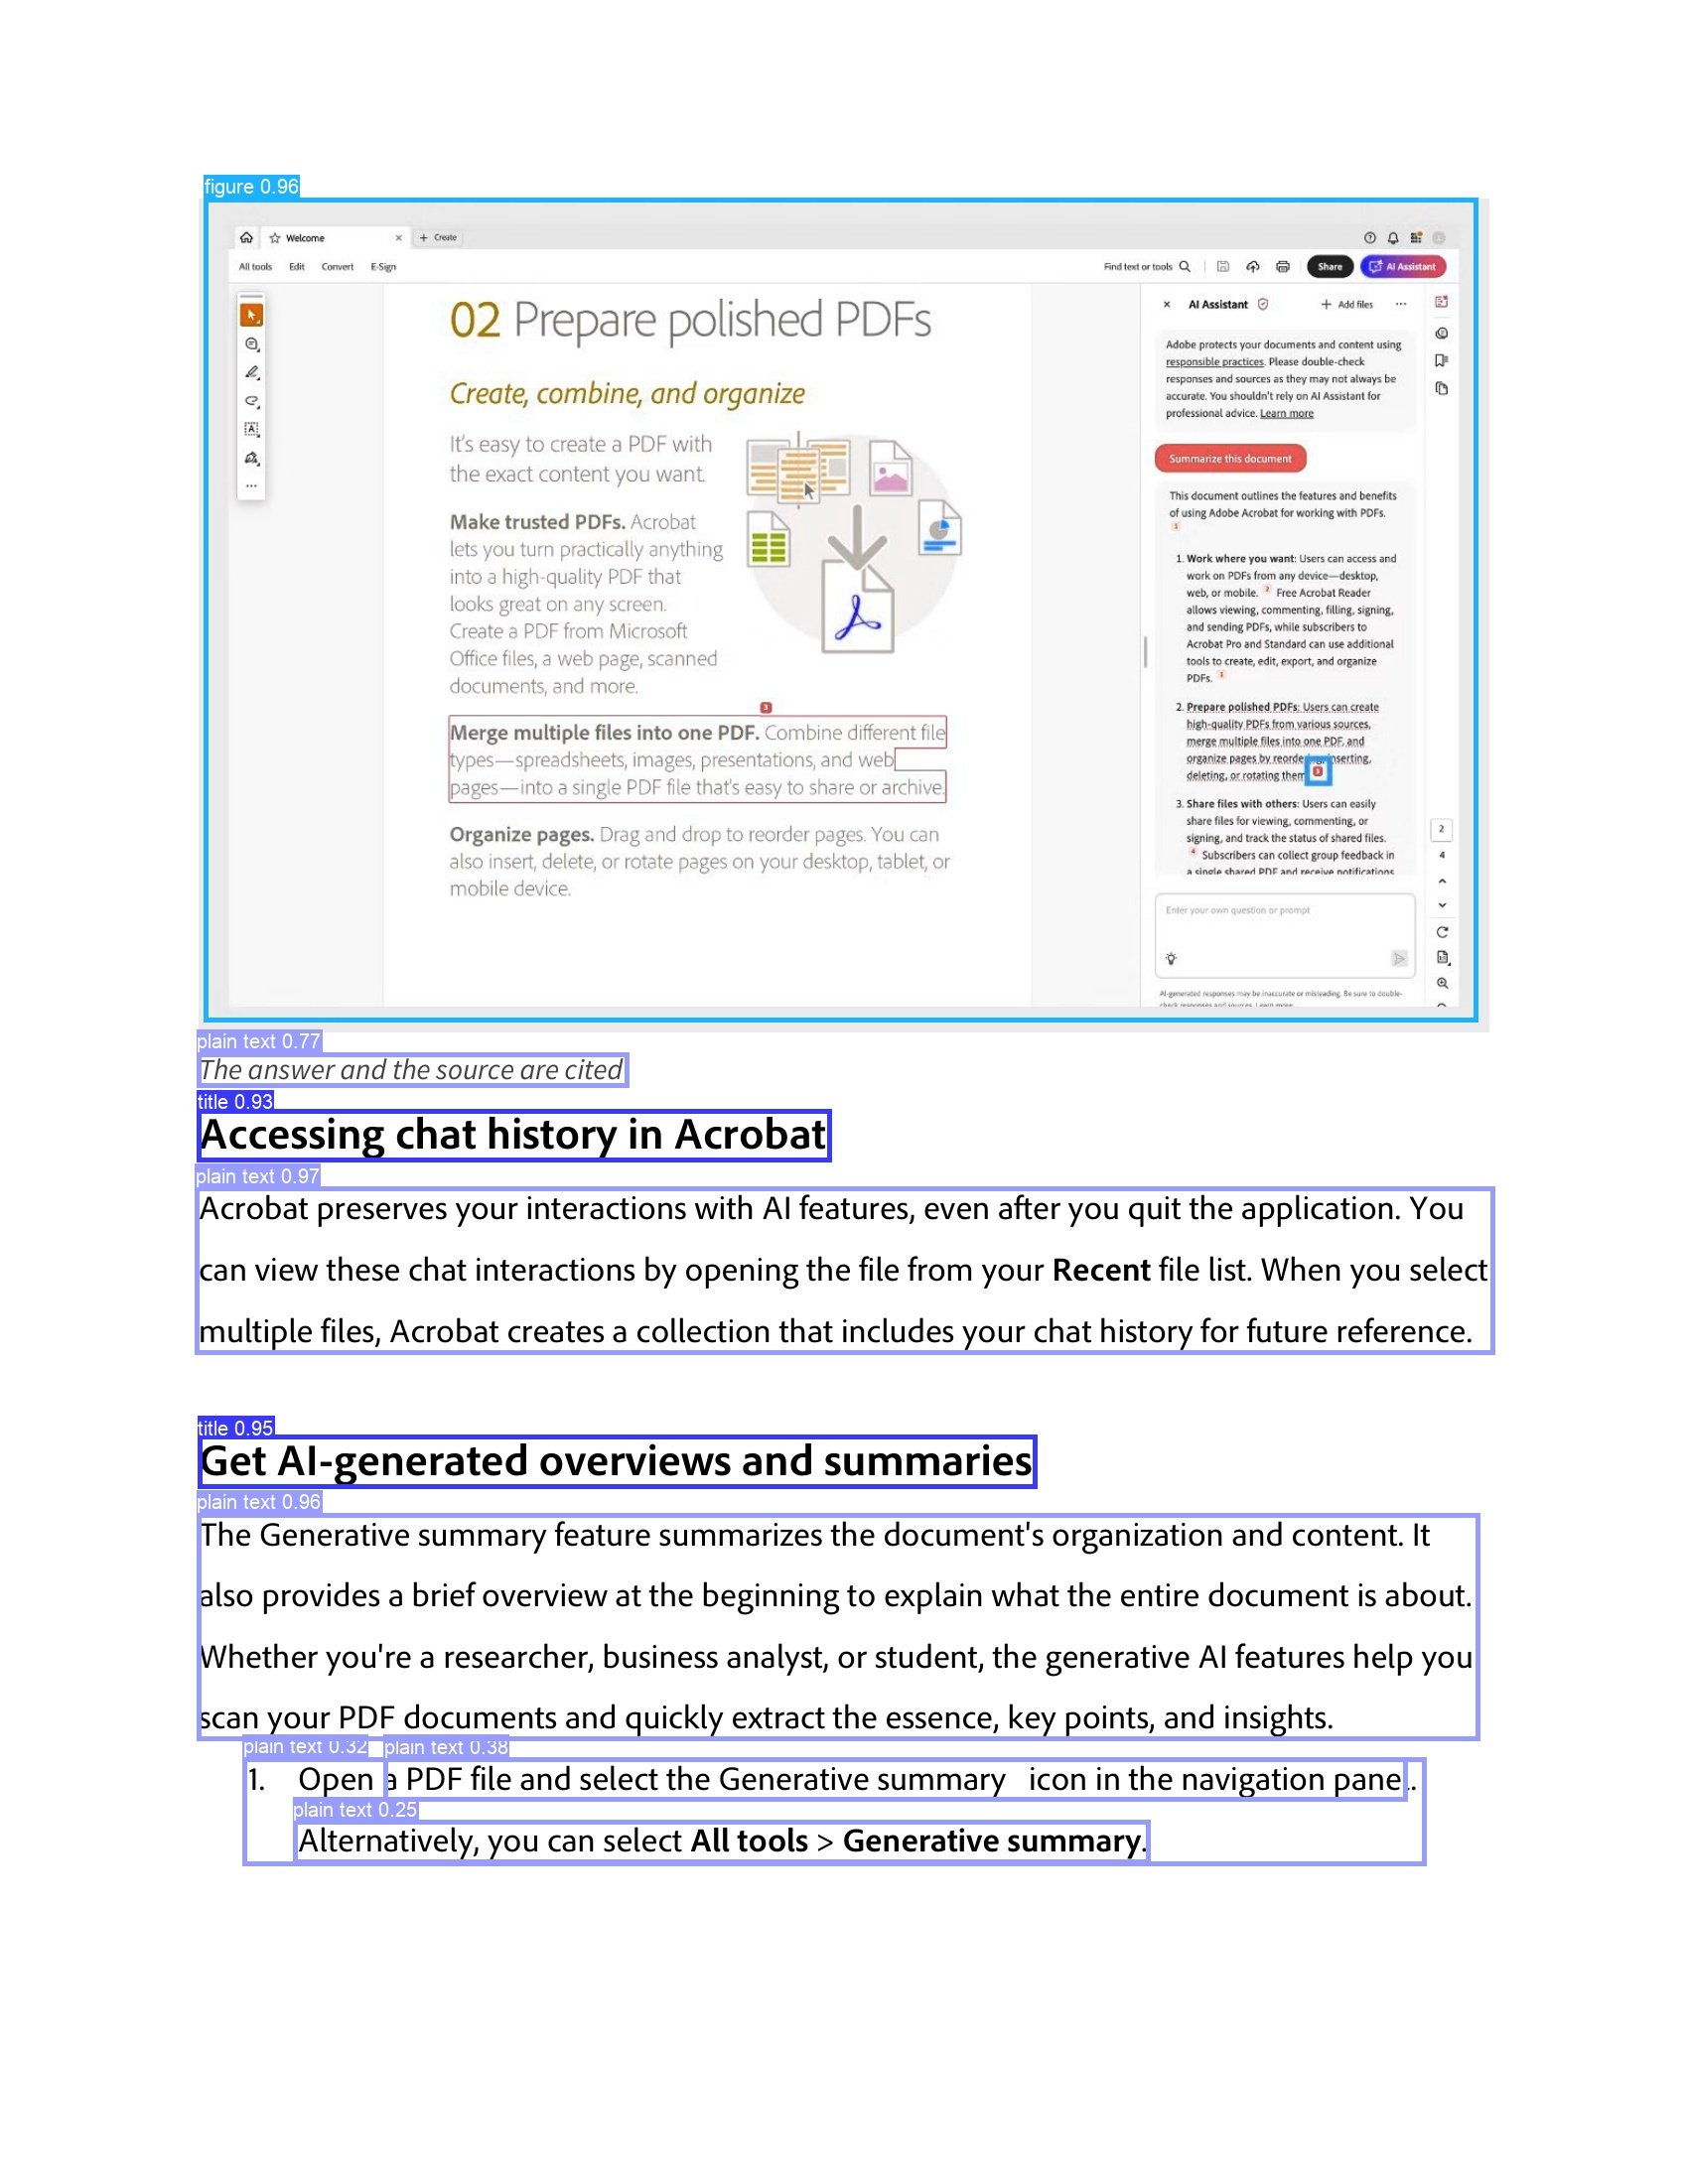 figure 0.96
Welcome
Create
All tools Edit Convert E-Sign
Find text or tools
Share
AI Assistant
02 Prepare polished PDFs
Create, combine, and organize
It's easy to create a PDF with
the exact content you want.
Make trusted PDFs. Acrobat
lets you turn practically anything
into a high-quality PDF that
looks great on any screen.
Create a PDF from Microsoft
Office files, a web page, scanned
documents, and more.
3
Merge multiple files into one PDF. Combine different file
types—spreadsheets, images, presentations, and web
pages—into a single PDF file that's easy to share or archive.
Organize pages. Drag and drop to reorder pages. You can
also insert, delete, or rotate pages on your desktop, tablet, or
mobile device.
AI Assistant
Add files
Adobe protects your documents and content using
responsible practices. Please double-check
responses and sources as they may not always be
accurate. You shouldn't rely on AI Assistant for
professional advice. Learn more
Summarize this document
This document outlines the features and benefits
of using Adobe Acrobat for working with PDFs.
1
1. Work where you want: Users can access and
work on PDFs from any device—desktop,
web, or mobile. 2 Free Acrobat Reader
allows viewing, commenting, filling, signing,
and sending PDFs, while subscribers to
Acrobat Pro and Standard can use additional
tools to create, edit, export, and organize
PDFs. 1
2. Prepare polished PDFs: Users can create
high-quality PDFs from various sources,
merge multiple files into one PDF, and
organize pages by inserting,
deleting, or rotating 3
3. Share files with others: Users can easily
share files for viewing, commenting, or
signing, and track the status of shared files.
4 Subscribers can collect group feedback in
a single shared PDF and receive notifications
2
4
Enter your own question or prompt
AI-generated responses may be inaccurate or misleading. Be sure to double-
check responses and sources. Learn more
plain text 0.77
The answer and the source are cited
title 0.93
Accessing chat history in Acrobat
plain text 0.97
Acrobat preserves your interactions with AI features, even after you quit the application. You
can view these chat interactions by opening the file from your Recent file list. When you select
multiple files, Acrobat creates a collection that includes your chat history for future reference.
title 0.95
Get AI-generated overviews and summaries
plain text 0.96
The Generative summary feature summarizes the document's organization and content. It
also provides a brief overview at the beginning to explain what the entire document is about.
Whether you're a researcher, business analyst, or student, the generative AI features help you
scan your PDF documents and quickly extract the essence, key points, and insights.
plain text 0.32 plain text 0.38
1. Open a PDF file and select the Generative summary icon in the navigation pane.
plain text 0.25
Alternatively, you can select All tools > Generative summary.